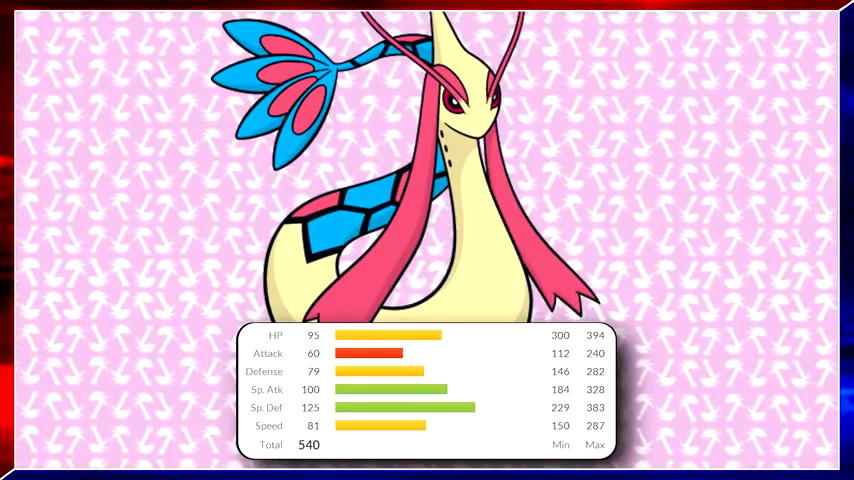 HP 95 300 394
Attack 60 112 240
Defense 79 146 282
Sp. Atk 100 184 328
Sp. Def 125 229 383
Speed 81 150 287
Total 540 Min Max